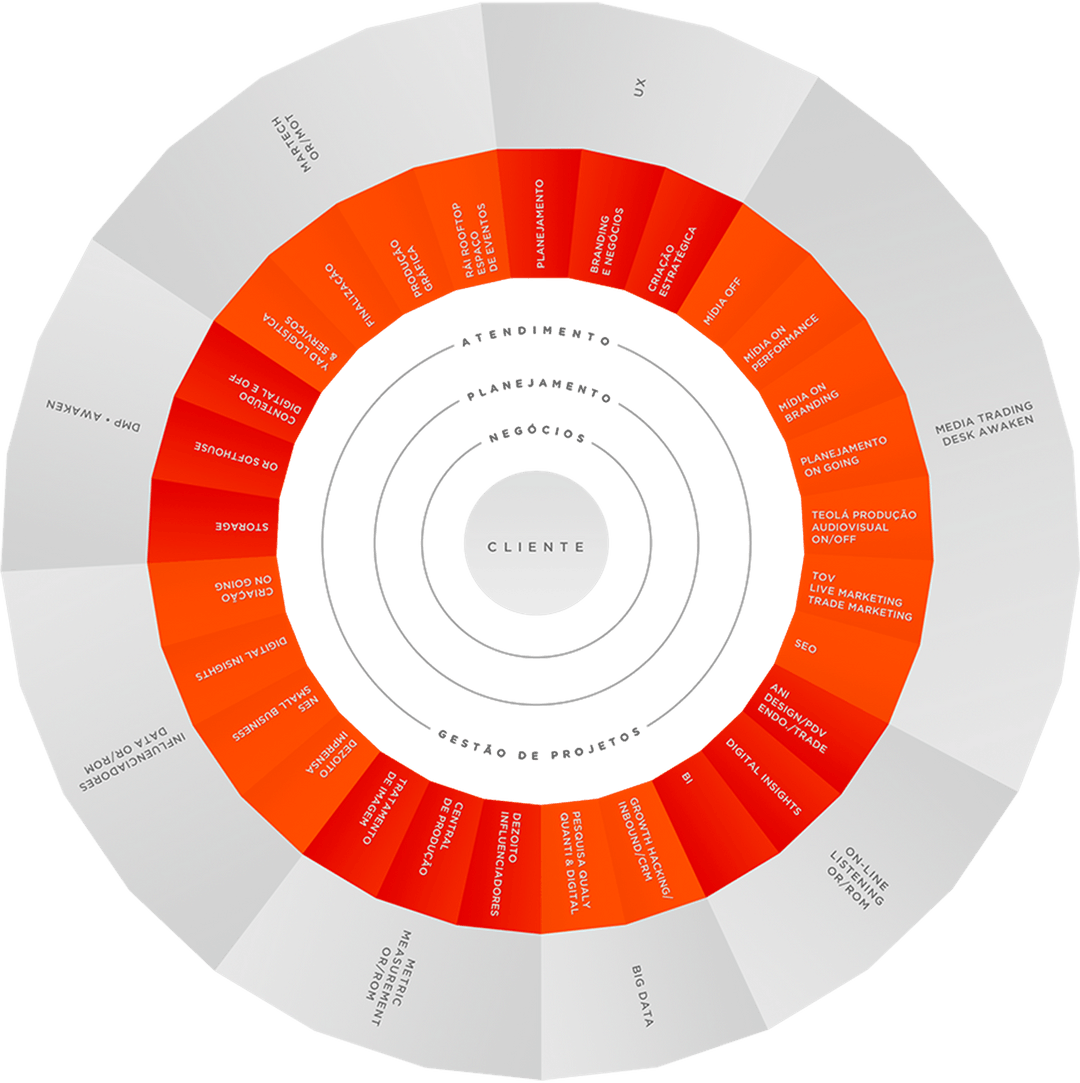 UX
MEDIA TRADING
DESK AWAKEN
ON-LINE
LISTENING
OR/ROM
BIG DATA
METRIC
MEASUREMENT
OR/ROM
INFLUENCIADORES
DATA OR/ROM
DMP • AWAKEN
MARTECH
OR/MOT
PLANEJAMENTO
BRANDING
E NEGÓCIOS
CRIAÇÃO
ESTRATÉGICA
MÍDIA OFF
MÍDIA ON
PERFORMANCE
MÍDIA ON
BRANDING
PLANEJAMENTO
ON GOING
TEOLÁ PRODUÇÃO
AUDIOVISUAL
ON/OFF
TOV
LIVE MARKETING
TRADE MARKETING
SEO
ANI
DESIGN/PDV
ENDO,/TRADE
DIGITAL INSIGHTS
BI
GROWTH HACKING/
INBOUND/CRM
PESQUISA QUALY
QUANTI & DIGITAL
DEZOITO
INFLUENCIADORES
CENTRAL
DE PRODUÇÃO
TRATAMENTO
DE IMAGEM
DEZOITO
IMPRENSA
NES
SMALL BUSINESS
DIGITAL INSIGHTS
CRIAÇÃO
ON GOING
STORAGE
OR SOFTHOUSE
CONTEÚDO
DIGITAL E OFF
YAD LOGÍSTICA
& SERVIÇOS
FINALIZAÇÃO
PRODUÇÃO
GRÁFICA
RÁI ROOFTOP
ESPAÇO
DE EVENTOS
ATENDIMENTO
PLANEJAMENTO
NEGÓCIOS
CLIENTE
GESTÃO DE PROJETOS